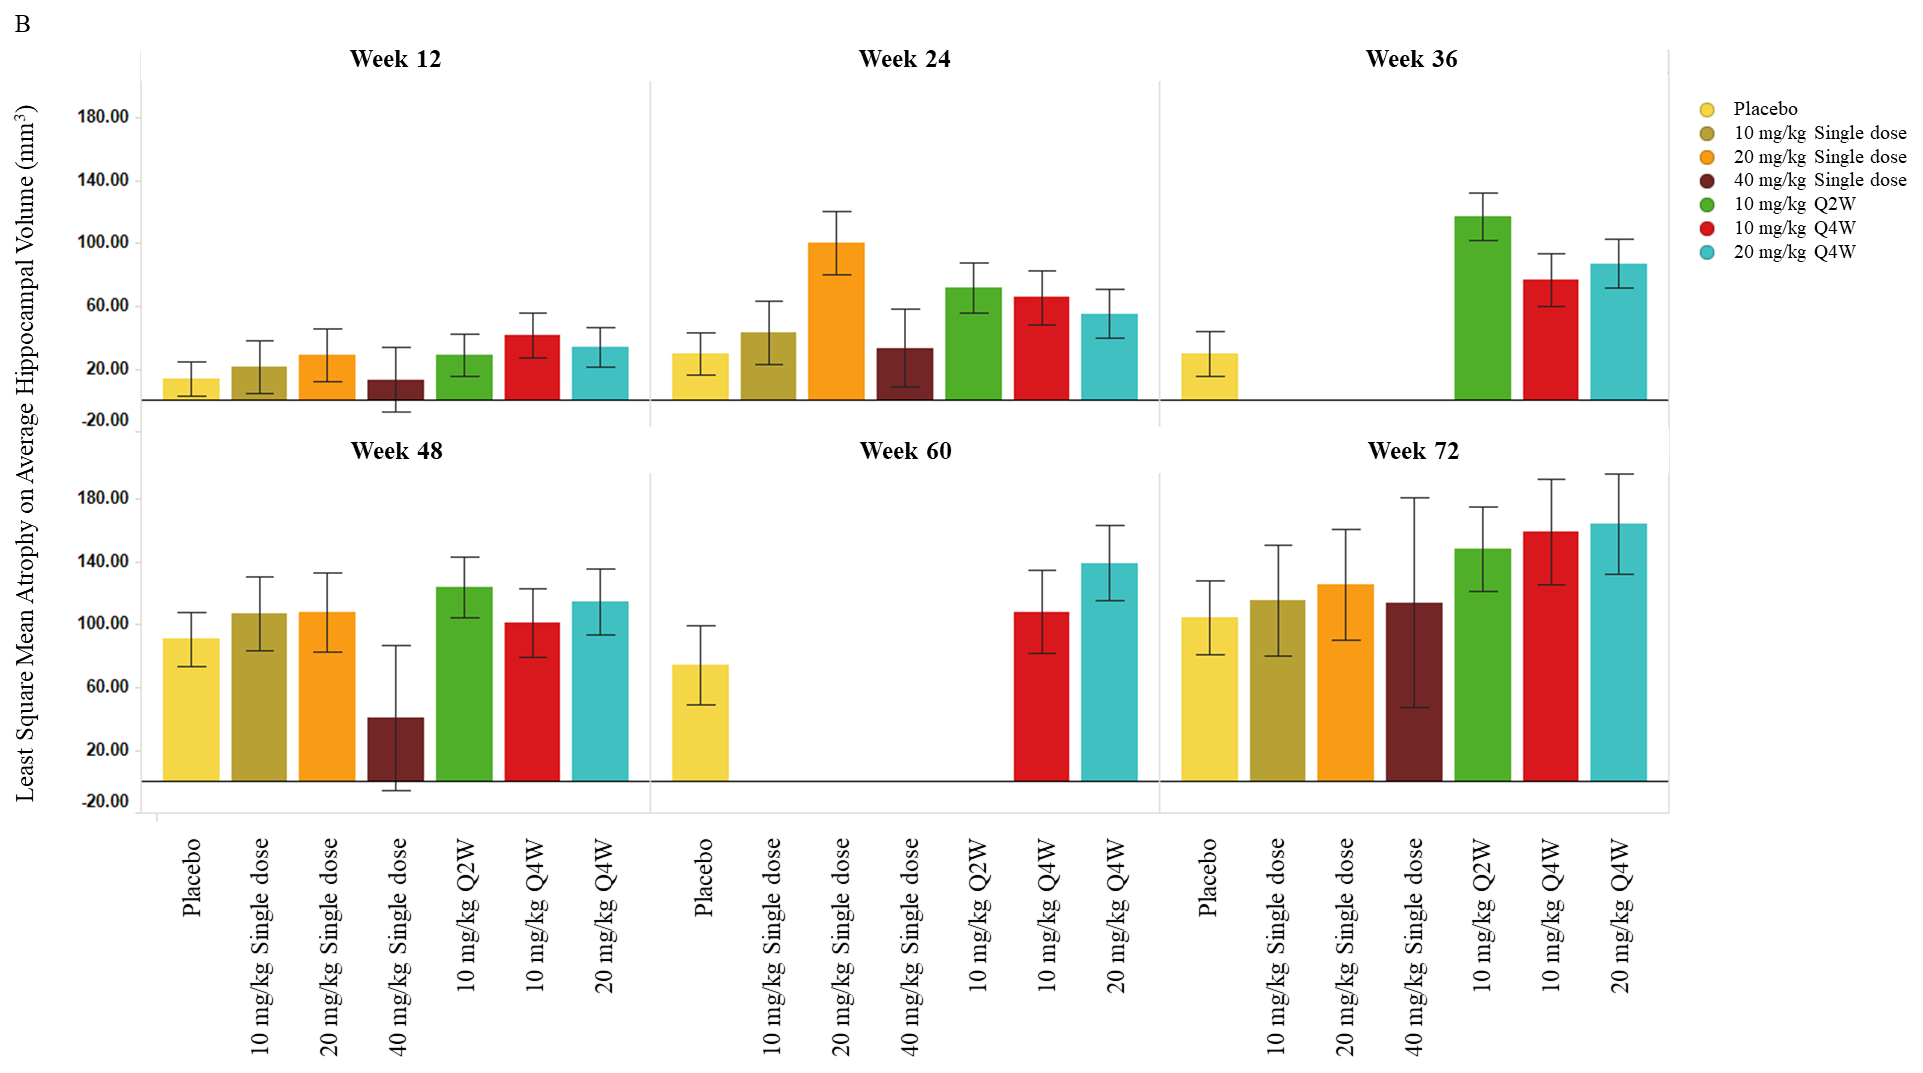 B
Week 12
Week 24
Week 36
180.00
140.00
100.00
60.00
20.00
-20.00
Placebo
10 mg/kg Single dose
20 mg/kg Single dose
40 mg/kg Single dose
10 mg/kg Q2W
10 mg/kg Q4W
20 mg/kg Q4W
Least Square Mean Atrophy on Average Hippocampal Volume (mm³)
Week 48
Week 60
Week 72
180.00
140.00
100.00
60.00
20.00
-20.00
Placebo
10 mg/kg Single dose
20 mg/kg Single dose
40 mg/kg Single dose
10 mg/kg Q2W
10 mg/kg Q4W
20 mg/kg Q4W
Placebo
10 mg/kg Single dose
20 mg/kg Single dose
40 mg/kg Single dose
10 mg/kg Q2W
10 mg/kg Q4W
20 mg/kg Q4W
Placebo
10 mg/kg Single dose
20 mg/kg Single dose
40 mg/kg Single dose
10 mg/kg Q2W
10 mg/kg Q4W
20 mg/kg Q4W